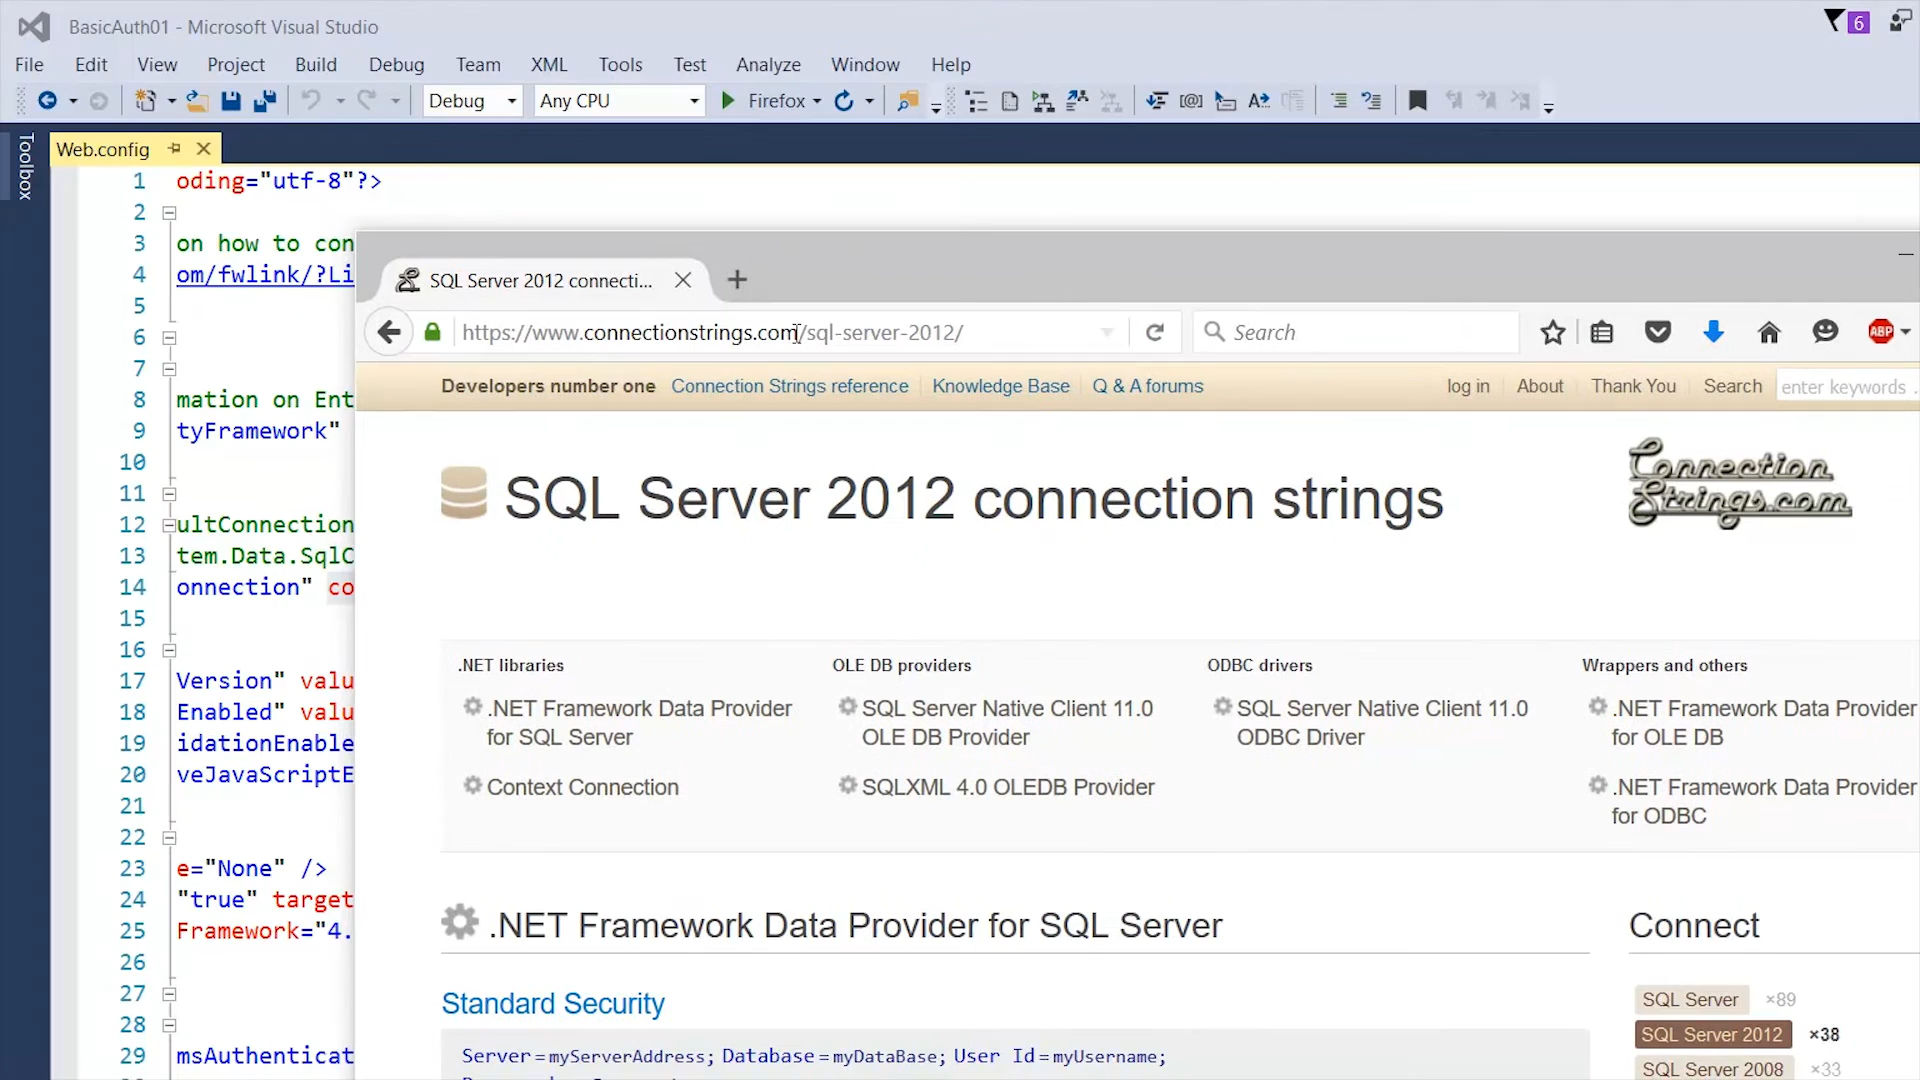 BasicAuth01 - Microsoft Visual Studio
6
File Edit View Project Build Debug Team XML Tools Test Analyze Window Help
Debug Any CPU Firefox
Toolbox
Web.config
1 oding="utf-8"?>
2
3 on how to con
4 om/fwlink/?Li
5
6
7
8 mation on Ent
9 tyFramework"
10
11
12 ultConnection
13 tem.Data.SqlC
14 onnection" co
15
16
17 Version" valu
18 Enabled" valu
19 idationEnable
20 veJavaScriptE
21
22
23 e="None" />
24 "true" target
25 Framework="4.
26
27
28
29 msAuthenticat
SQL Server 2012 connecti...
https://www.connectionstrings.com/sql-server-2012/
Search
ABP
Developers number one Connection Strings reference Knowledge Base Q & A forums log in About Thank You Search enter keywords .
SQL Server 2012 connection strings
Connection
Strings.com
.NET libraries
.NET Framework Data Provider
for SQL Server
Context Connection
OLE DB providers
SQL Server Native Client 11.0
OLE DB Provider
SQLXML 4.0 OLEDB Provider
ODBC drivers
SQL Server Native Client 11.0
ODBC Driver
Wrappers and others
.NET Framework Data Provider
for OLE DB
.NET Framework Data Provider
for ODBC
.NET Framework Data Provider for SQL Server
Standard Security
Server=myServerAddress; Database=myDataBase; User Id=myUsername;
Connect
SQL Server ×89
SQL Server 2012 ×38
SQL Server 2008 ×33